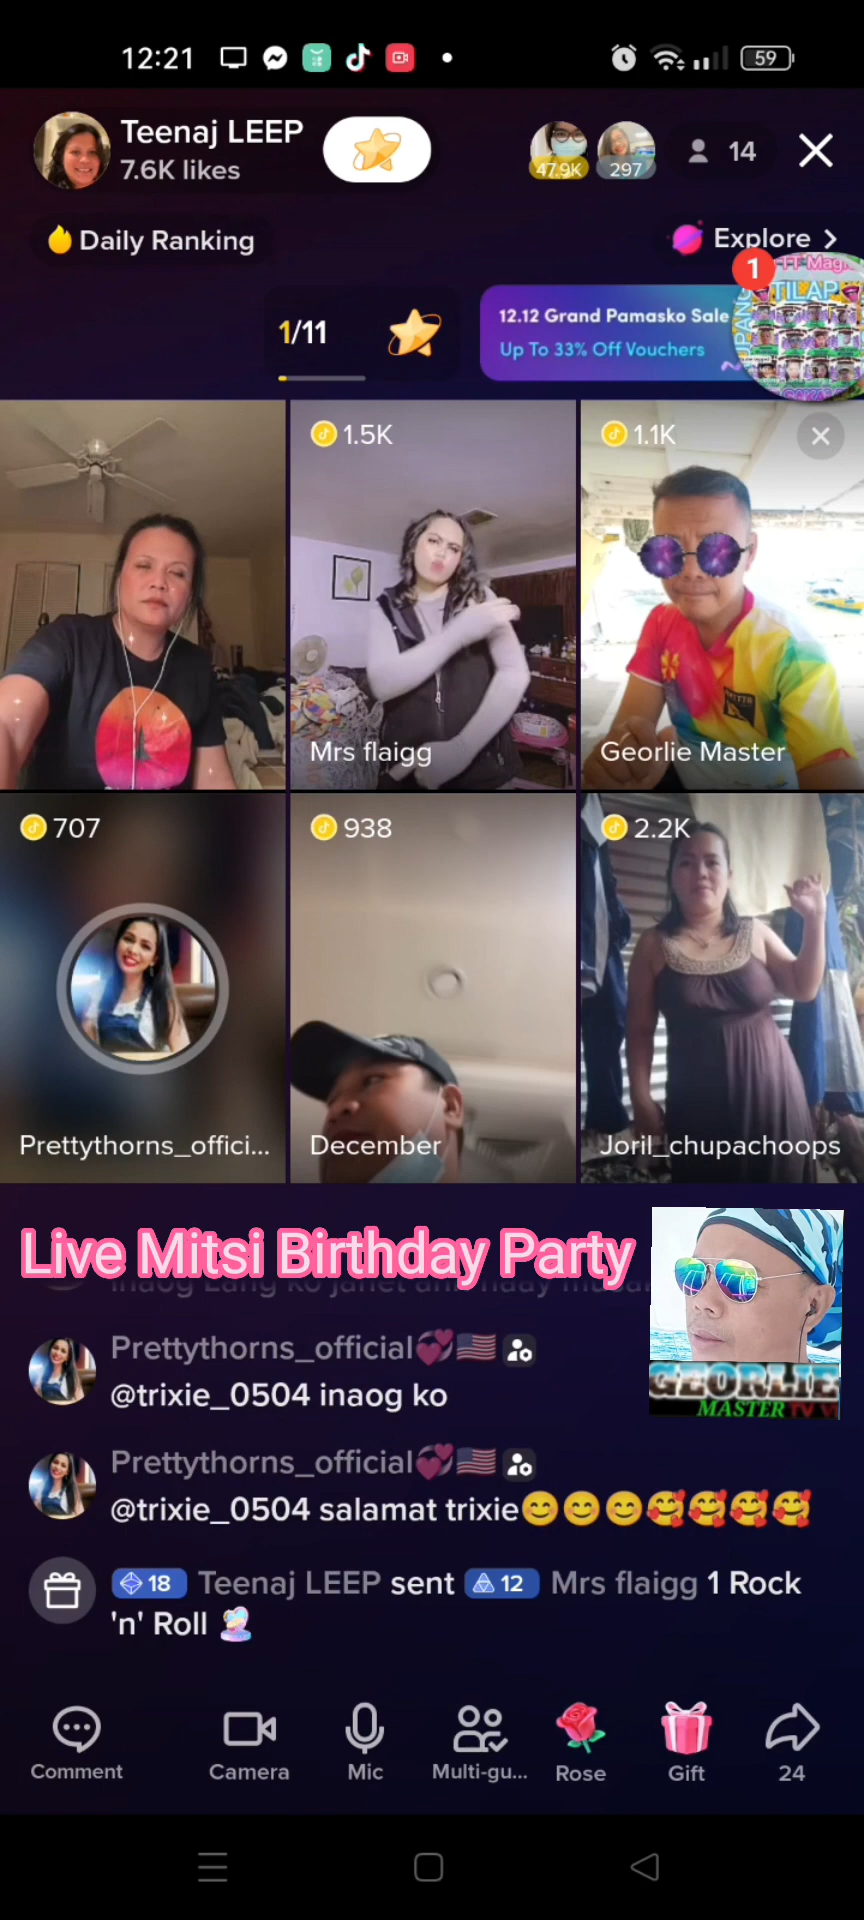 12:21
59
Teenaj LEEP
7.6K likes
47.9K
297
14
Daily Ranking
Explore
1
1/11
12.12 Grand Pamasko Sale
Up To 33% Off Vouchers
TILAP
1.5K
1.1K
Mrs flaigg
Georlie Master
707
938
2.2K
Prettythorns_offici...
December
Joril_chupachoops
Live Mitsi Birthday Party
GEORLIE
MASTER TV
Prettythorns_official💞🇺🇸
@trixie_0504 inaog ko
Prettythorns_official💞🇺🇸
@trixie_0504 salamat trixie😊😊😊🥰🥰🥰🥰
18 Teenaj LEEP sent 12 Mrs flaigg 1 Rock
'n' Roll
Comment
Camera
Mic
Multi-gu...
Rose
Gift
24